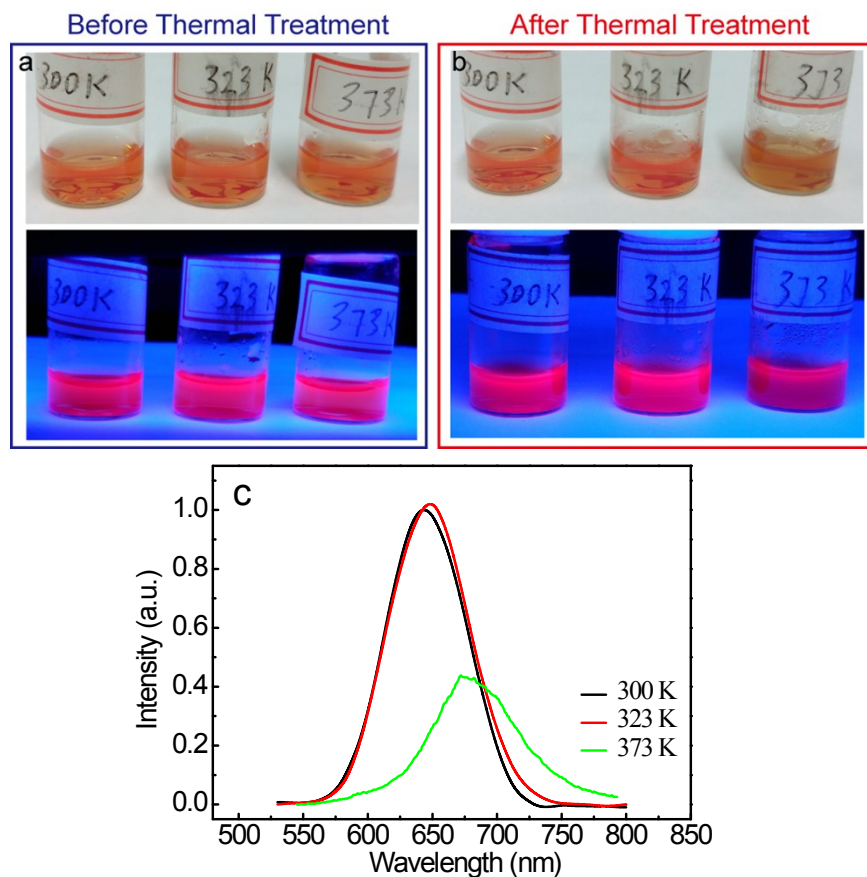 Before Thermal Treatment
After Thermal Treatment
a
300K
323 K
373K
300K
323 K
373K
b
300K
323 K
373
300K
323 K
373 K
c
1.0
0.8
0.6
0.4
0.2
0.0
Intensity (a.u.)
300 K
323 K
373 K
500 550 600 650 700 750 800 850
Wavelength (nm)